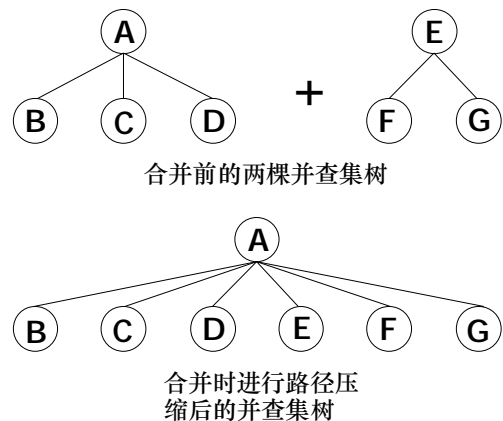 A E
+
B C D F G
合并前的两棵并查集树
A
B C D E F G
合并时进行路径压
缩后的并查集树